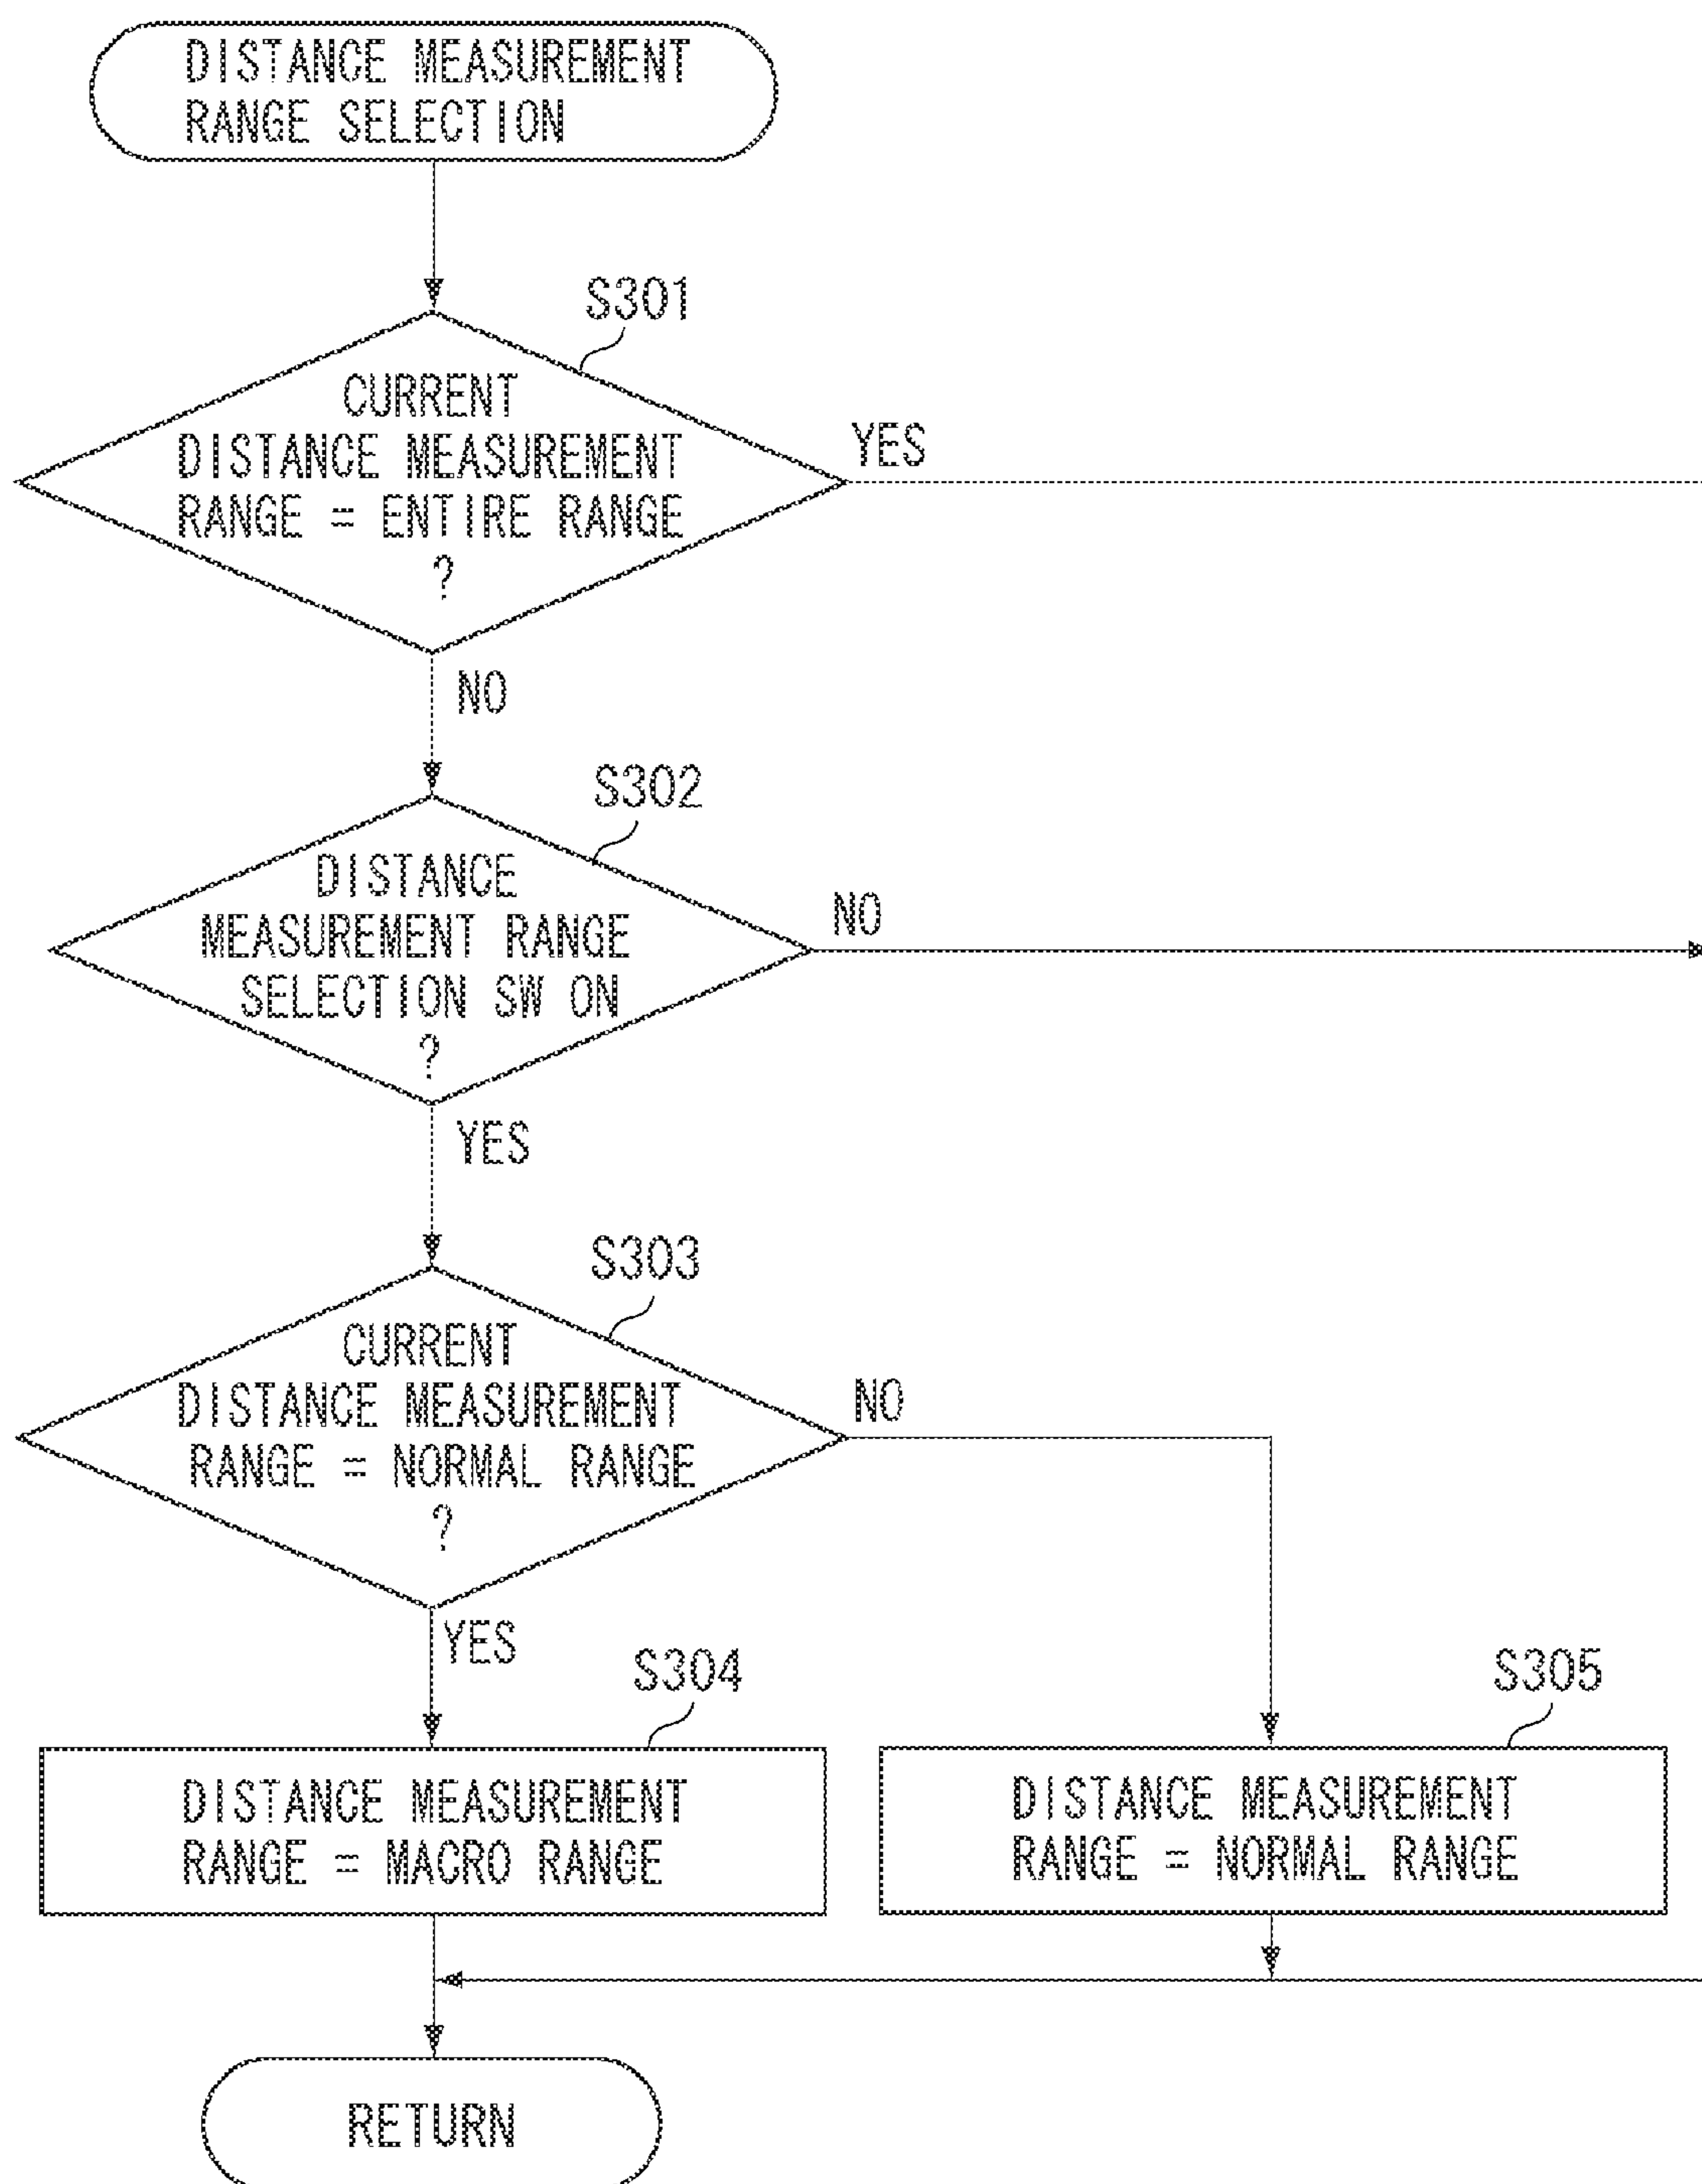 DISTANCE MEASUREMENT
RANGE SELECTION
S301
CURRENT
DISTANCE MEASUREMENT
RANGE = ENTIRE RANGE
?
YES
NO
S302
DISTANCE
MEASUREMENT RANGE
SELECTION SW ON
?
NO
YES
S303
CURRENT
DISTANCE MEASUREMENT
RANGE = NORMAL RANGE
?
NO
YES
S304
DISTANCE MEASUREMENT
RANGE = MACRO RANGE
S305
DISTANCE MEASUREMENT
RANGE = NORMAL RANGE
RETURN